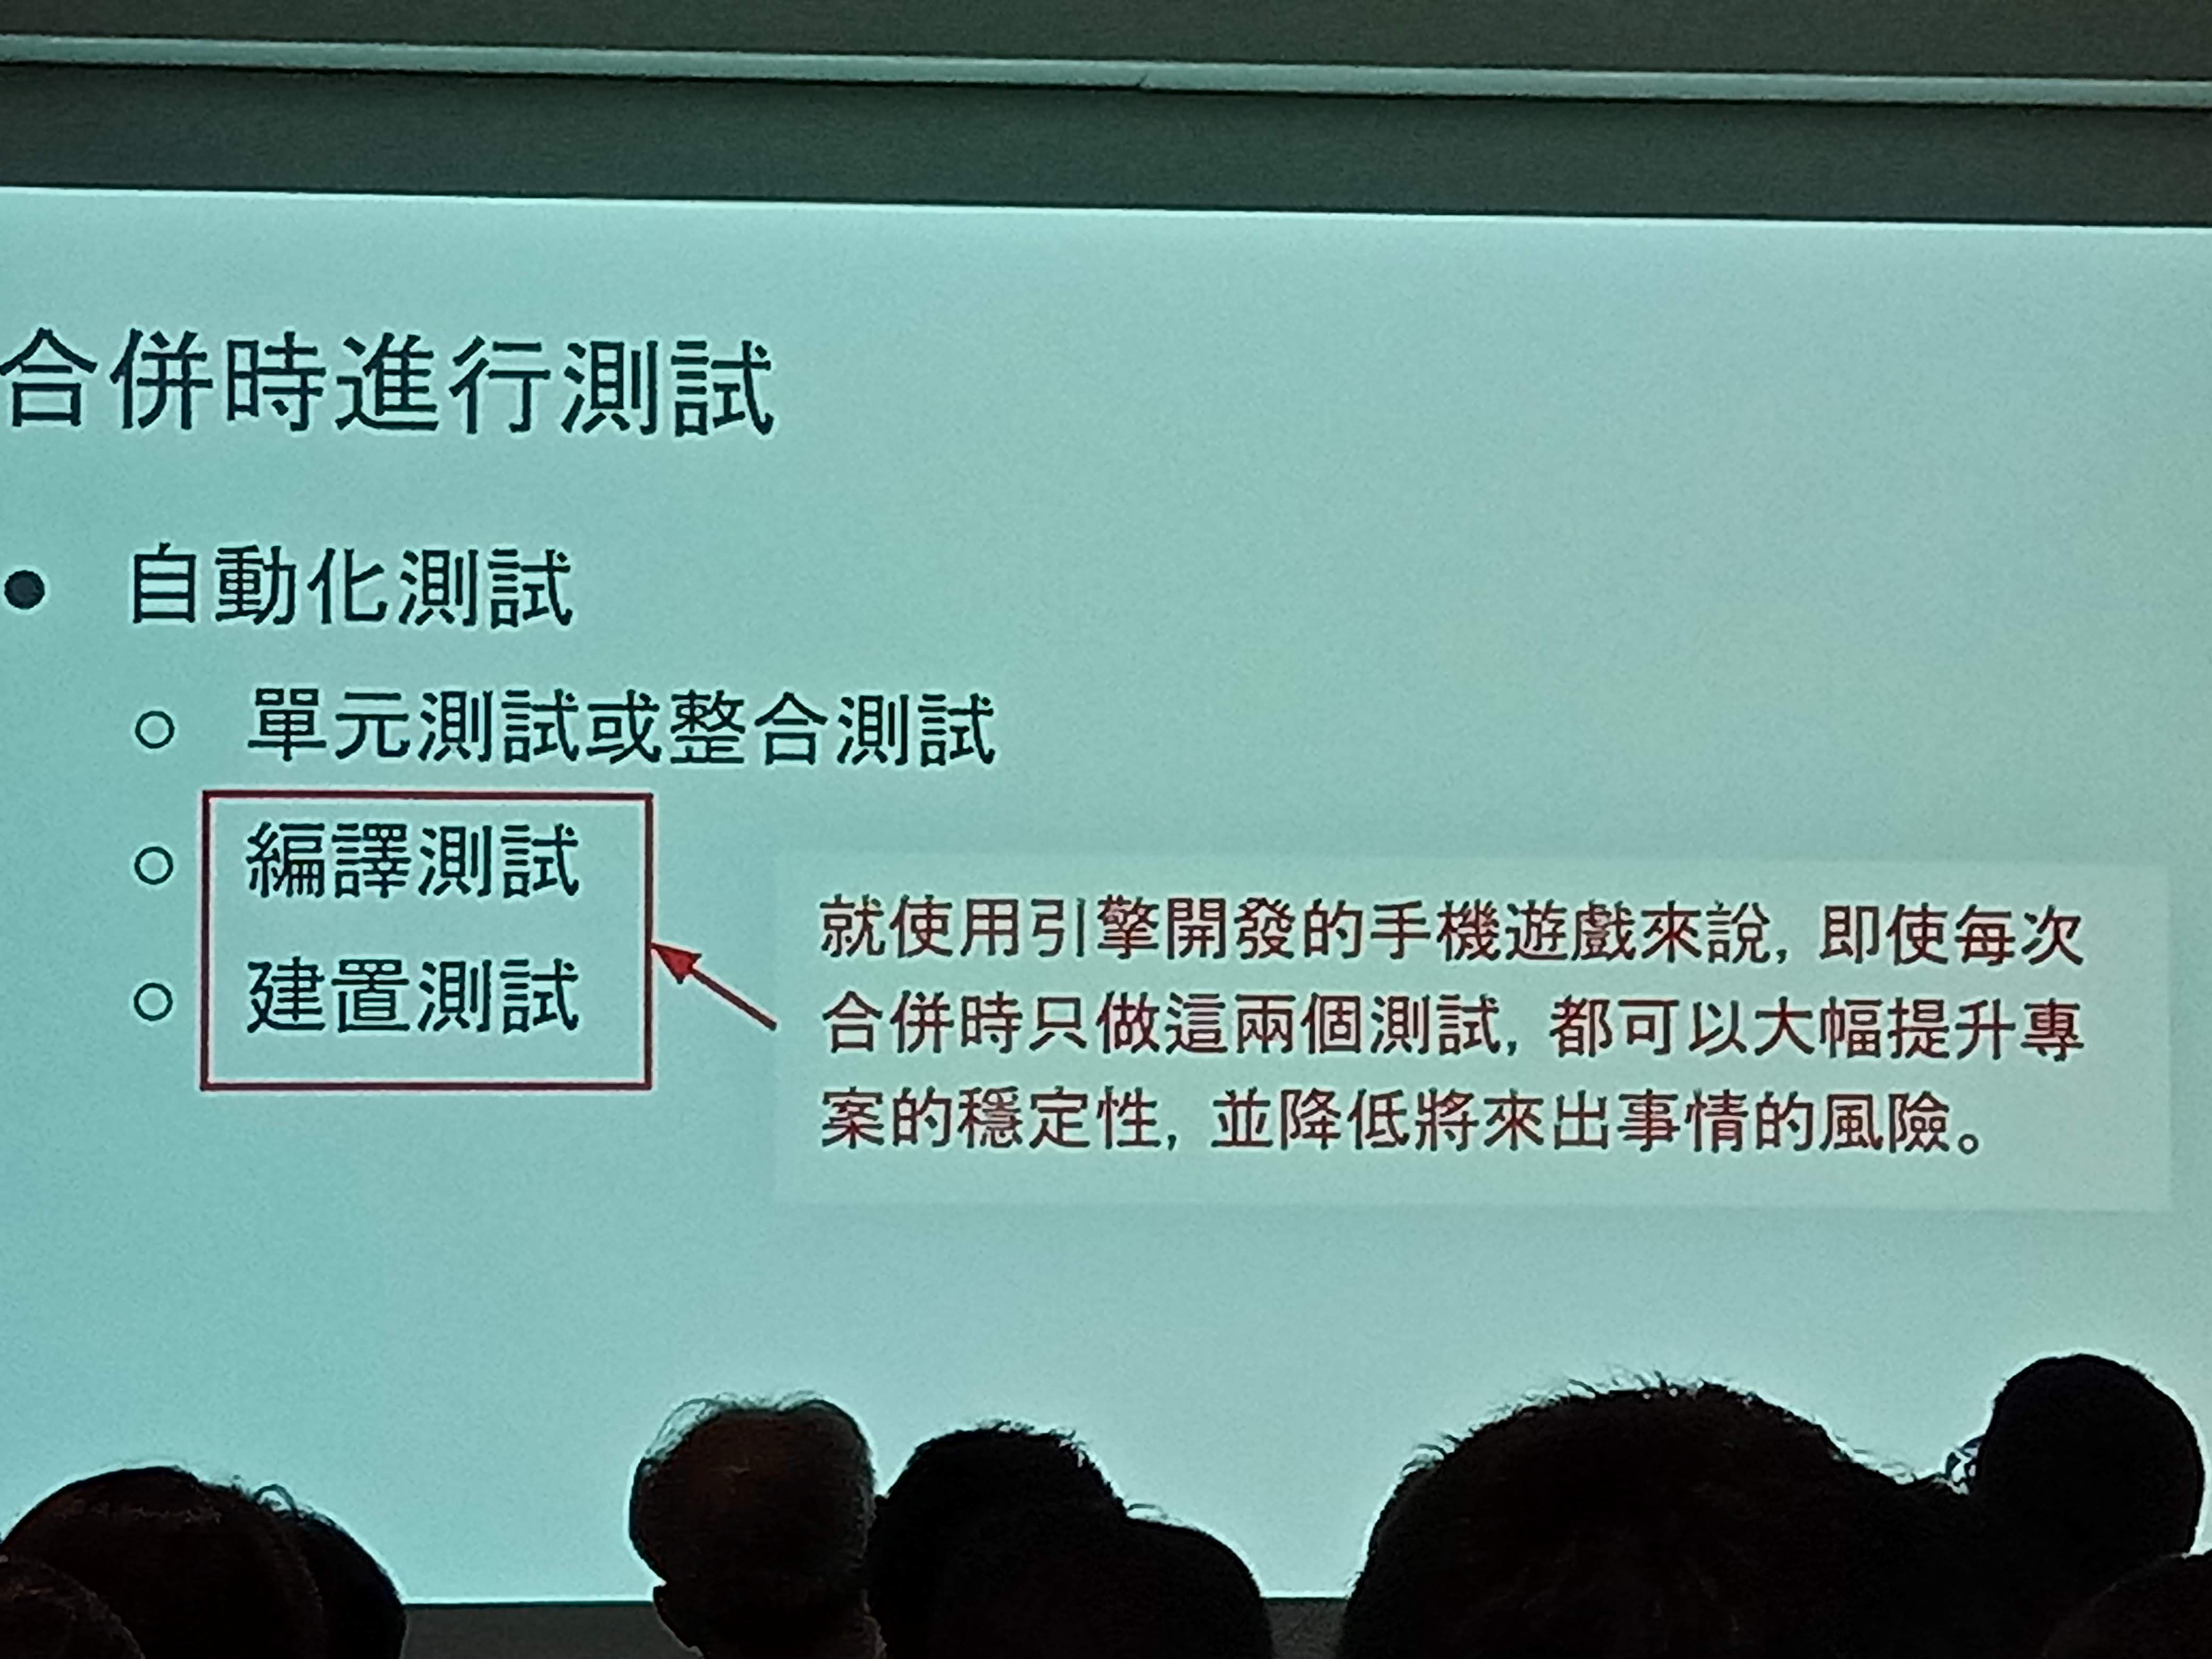 合併時進行測試
● 自動化測試
○ 單元測試或整合測試
○ 編譯測試
○ 建置測試
就使用引擎開發的手機遊戲來說, 即使每次
合併時只做這兩個測試, 都可以大幅提升專
案的穩定性, 並降低將來出事情的風險。